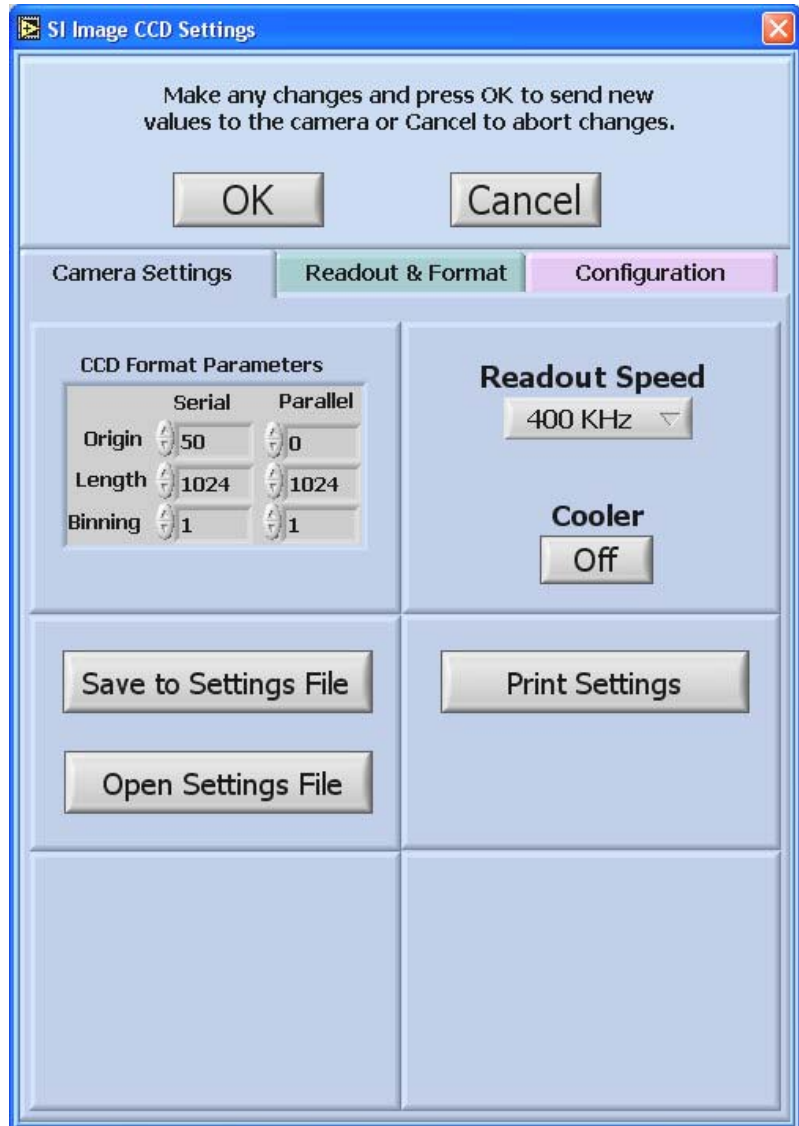 SI Image CCD Settings
Make any changes and press OK to send new
values to the camera or Cancel to abort changes.
OK Cancel
Camera Settings Readout & Format Configuration
CCD Format Parameters
Serial Parallel
Origin 50 0
Length 1024 1024
Binning 1 1
Readout Speed
400 KHz
Cooler
Off
Save to Settings File
Open Settings File
Print Settings